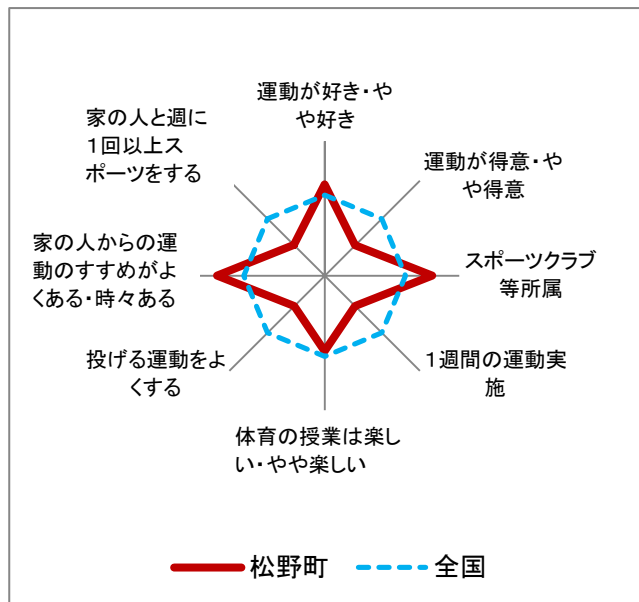 運動が好き・や
や好き
運動が得意・や
や得意
スポーツクラブ
等所属
1週間の運動実
施
体育の授業は楽し
い・やや楽しい
投げる運動をよ
くする
家の人からの運
動のすすめがよ
くある・時々ある
家の人と週に
1回以上ス
ポーツをする
松野町
全国